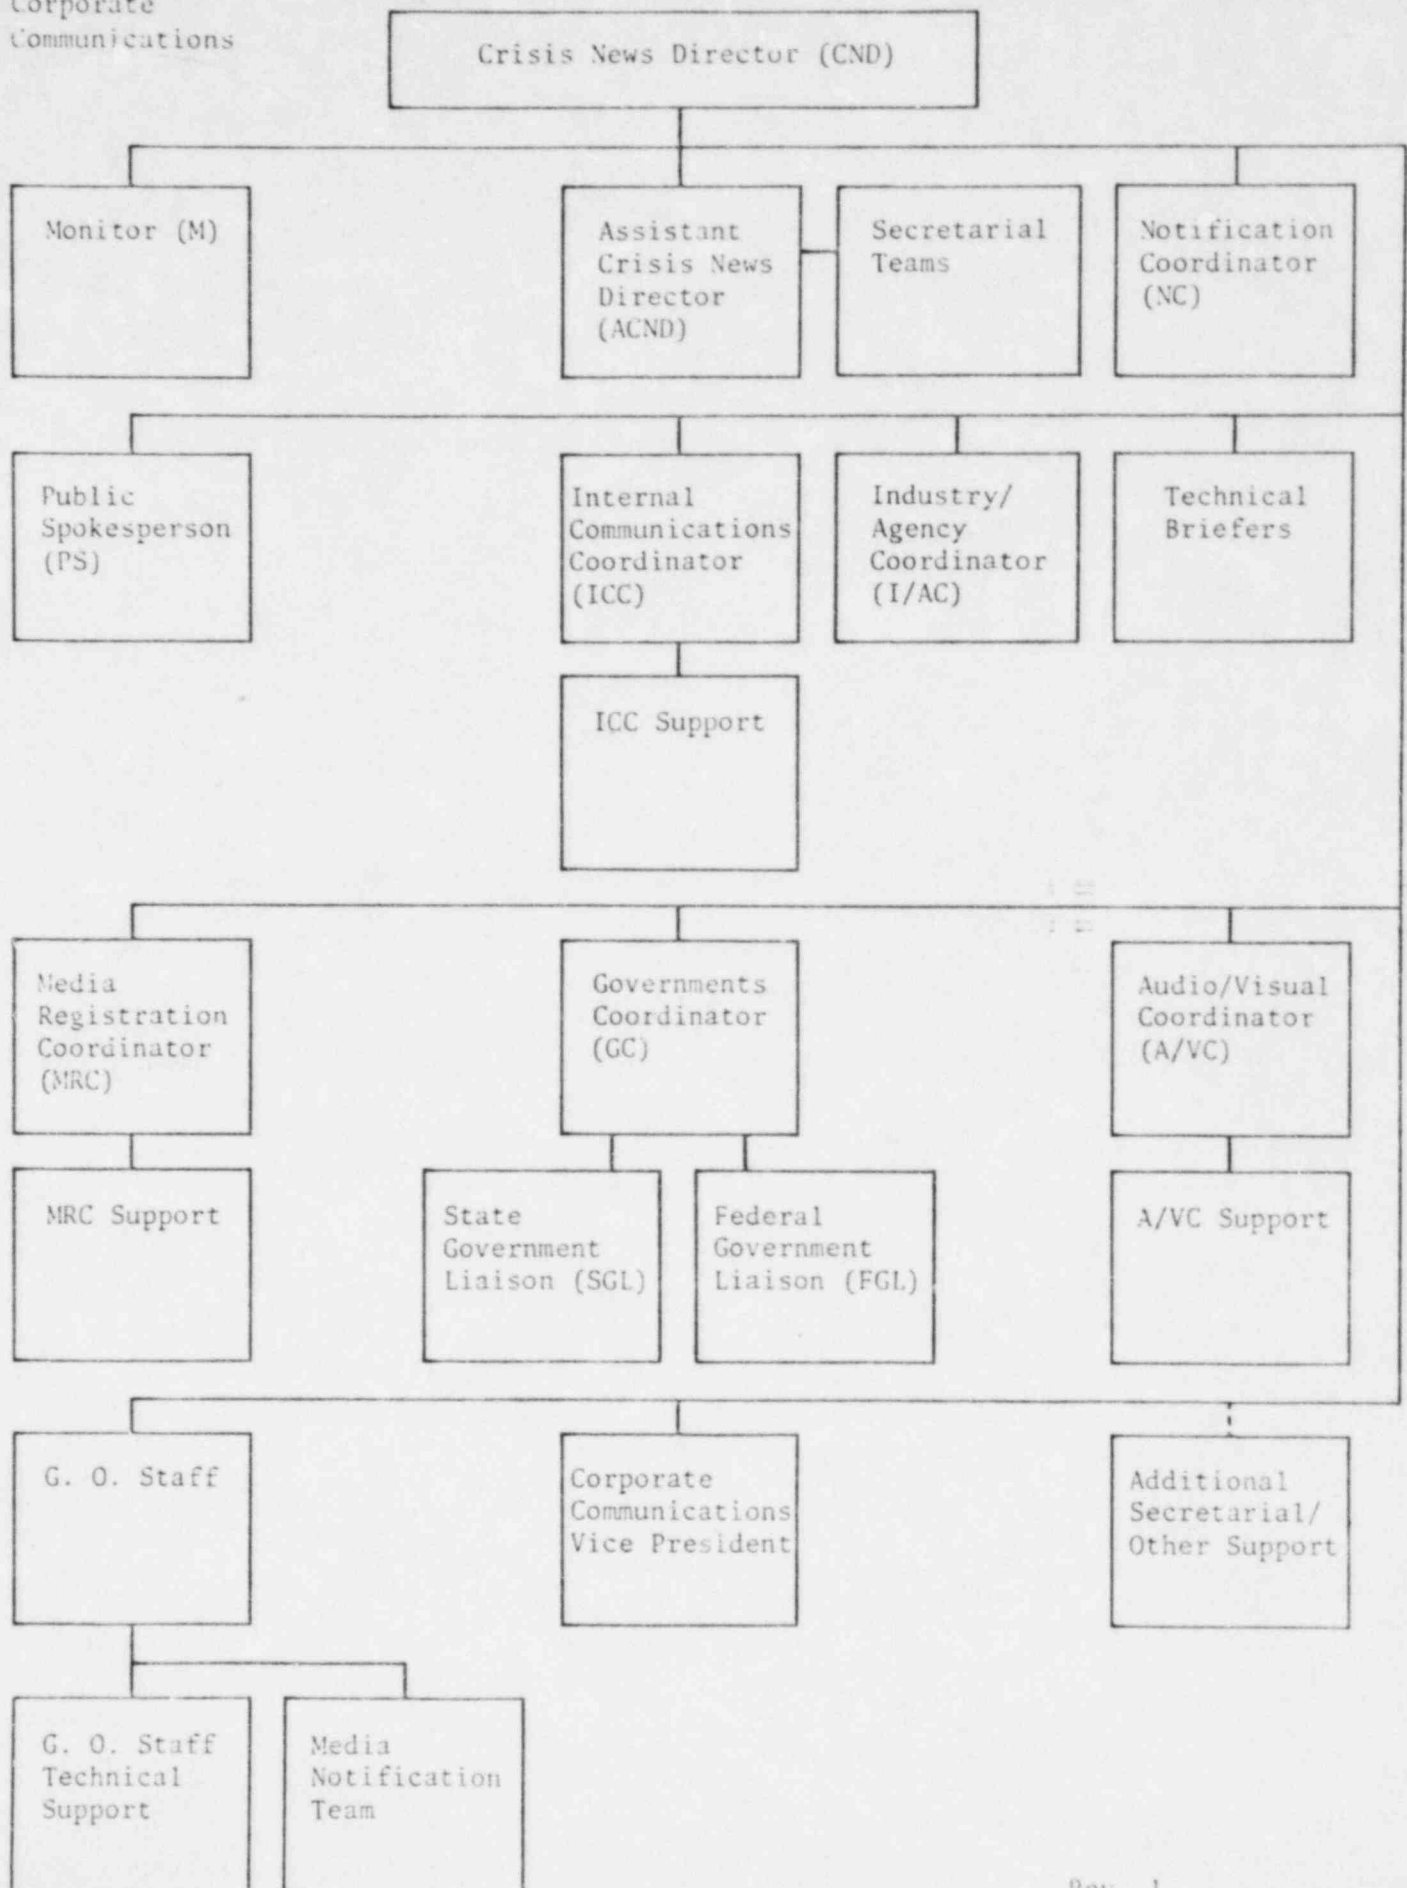 Corporate
Communications
Crisis News Director (CND)
Monitor (M)
Assistant
Crisis News
Director
(ACND)
Secretarial
Teams
Notification
Coordinator
(NC)
Public
Spokesperson
(PS)
Internal
Communications
Coordinator
(ICC)
Industry/
Agency
Coordinator
(I/AC)
Technical
Briefers
ICC Support
Media
Registration
Coordinator
(MRC)
Governments
Coordinator
(GC)
Audio/Visual
Coordinator
(A/VC)
MRC Support
State
Government
Liaison (SGL)
Federal
Government
Liaison (FGL)
A/VC Support
G. O. Staff
Corporate
Communications
Vice President
Additional
Secretarial/
Other Support
G. O. Staff
Technical
Support
Media
Notification
Team
Rev. 1